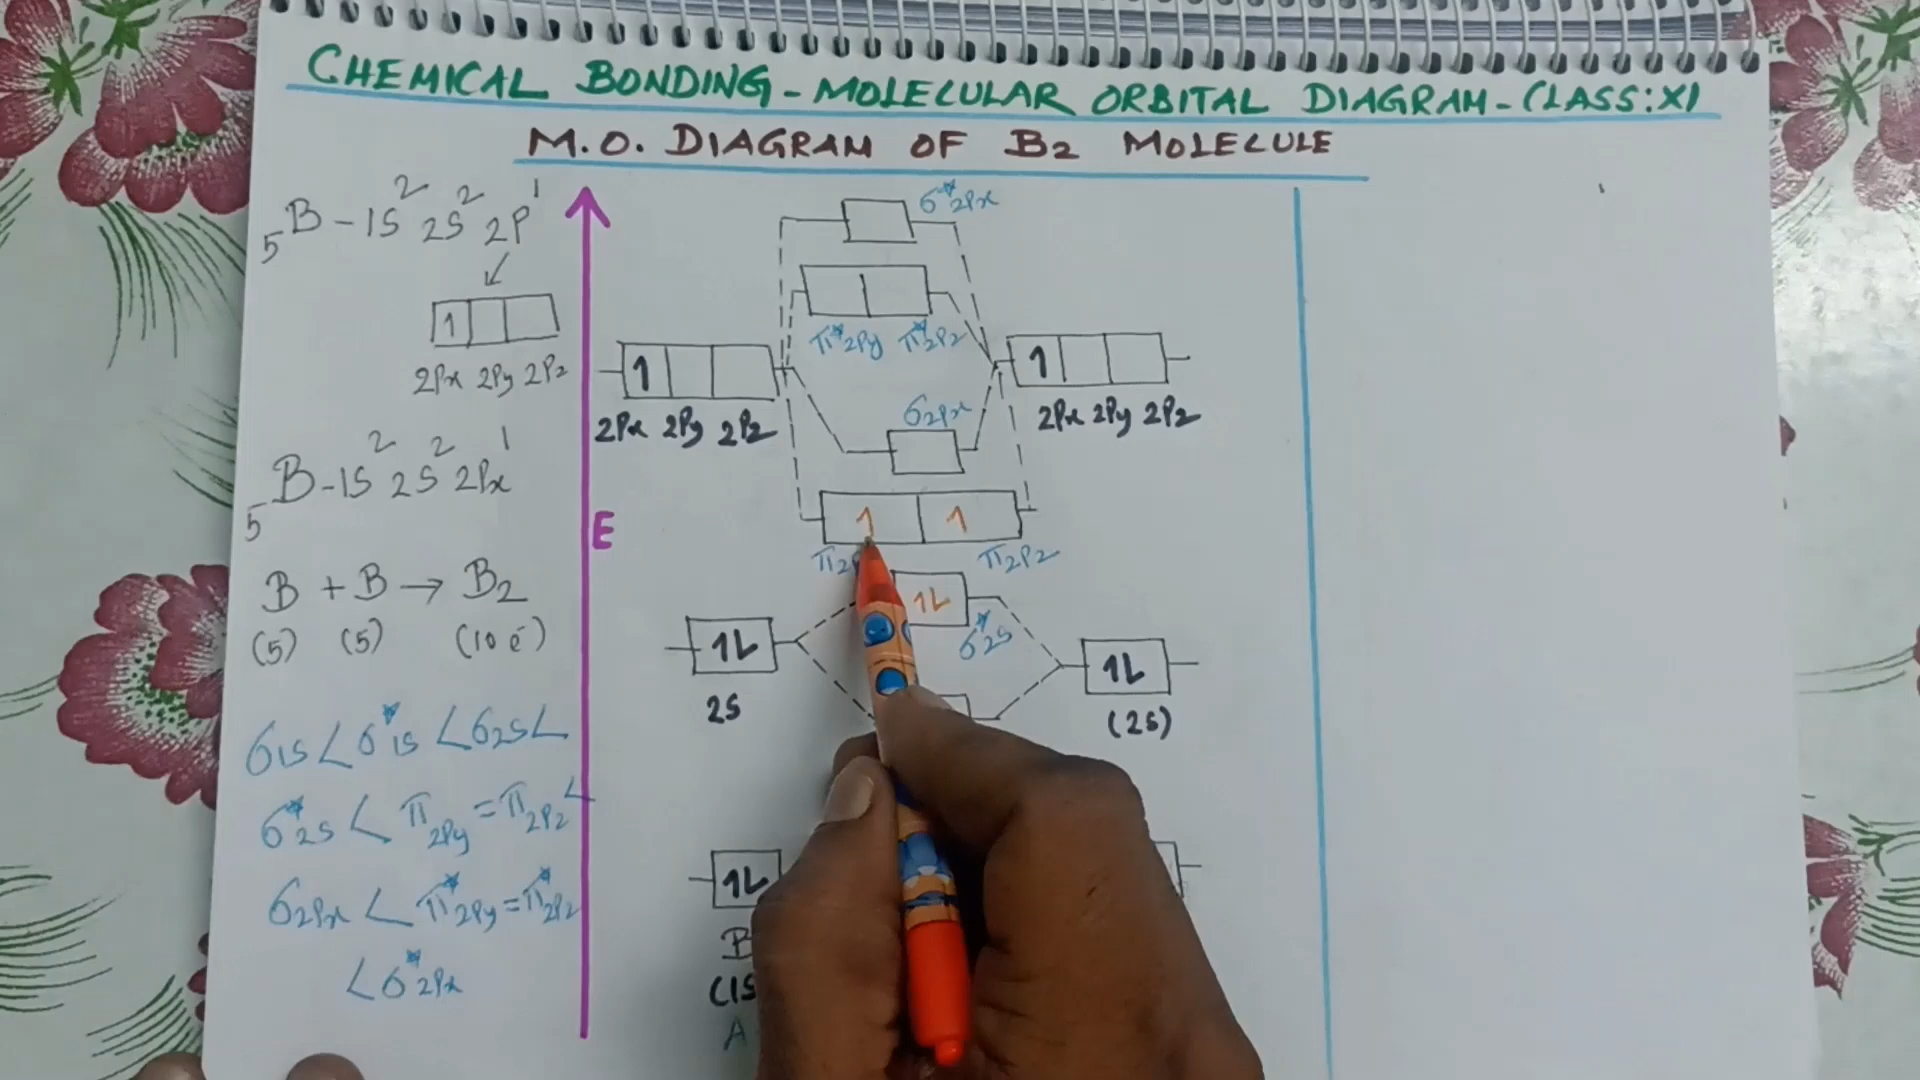 CHEMICAL BONDING - MOLECULAR ORBITAL DIAGRAM - CLASS:XI
M.O. DIAGRAM OF B2 MOLECULE
5B - 1S² 2S² 2P¹
1
2Px 2Py 2Pz
5B - 1S² 2S² 2Px¹
B + B → B2
(5) (5) (10 e⁻)
σ1S < σ*1S < σ2S <
σ*2S < π2Py = π2Pz <
σ2Px < π*2Py = π*2Pz
< σ*2Px
E
σ*2Px
π*2Py π*2Pz
1 1
2Px 2Py 2Pz
2Px 2Py 2Pz
σ2Px
1 1
π2Pz
1L
σ*2S
1L 1L
2S (2S)
1L
B
(1S
A